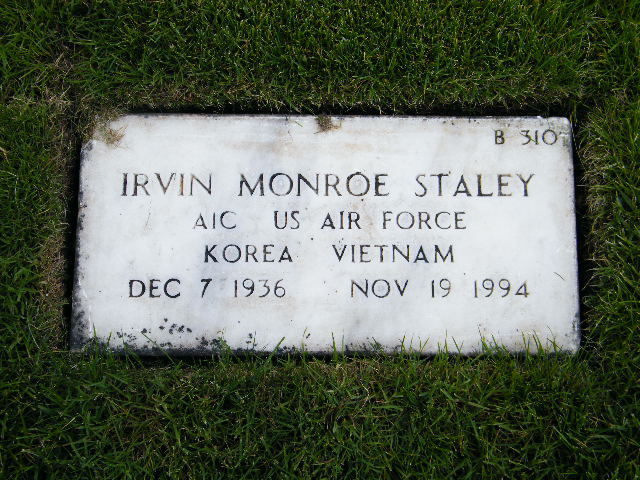 B 310
IRVIN MONROE STALEY
A1C US AIR FORCE
KOREA VIETNAM
DEC 7 1936 NOV 19 1994